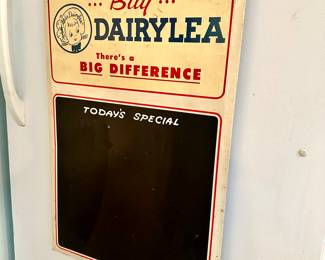 ... Buy ...
DAIRYLEA
There's a
BIG DIFFERENCE
TODAY'S SPECIAL